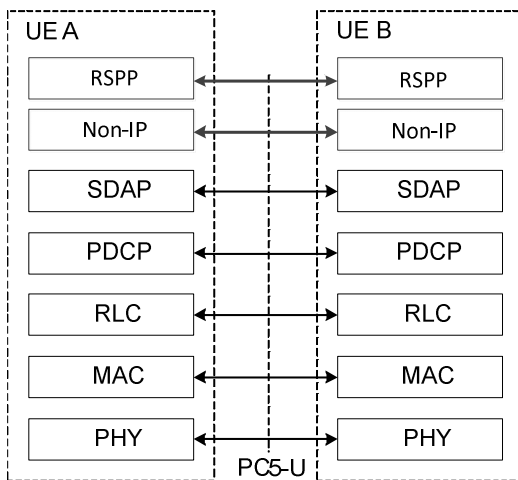 UE A
UE B
RSPP
RSPP
Non-IP
Non-IP
SDAP
SDAP
PDCP
PDCP
RLC
RLC
MAC
MAC
PHY
PHY
PC5-U